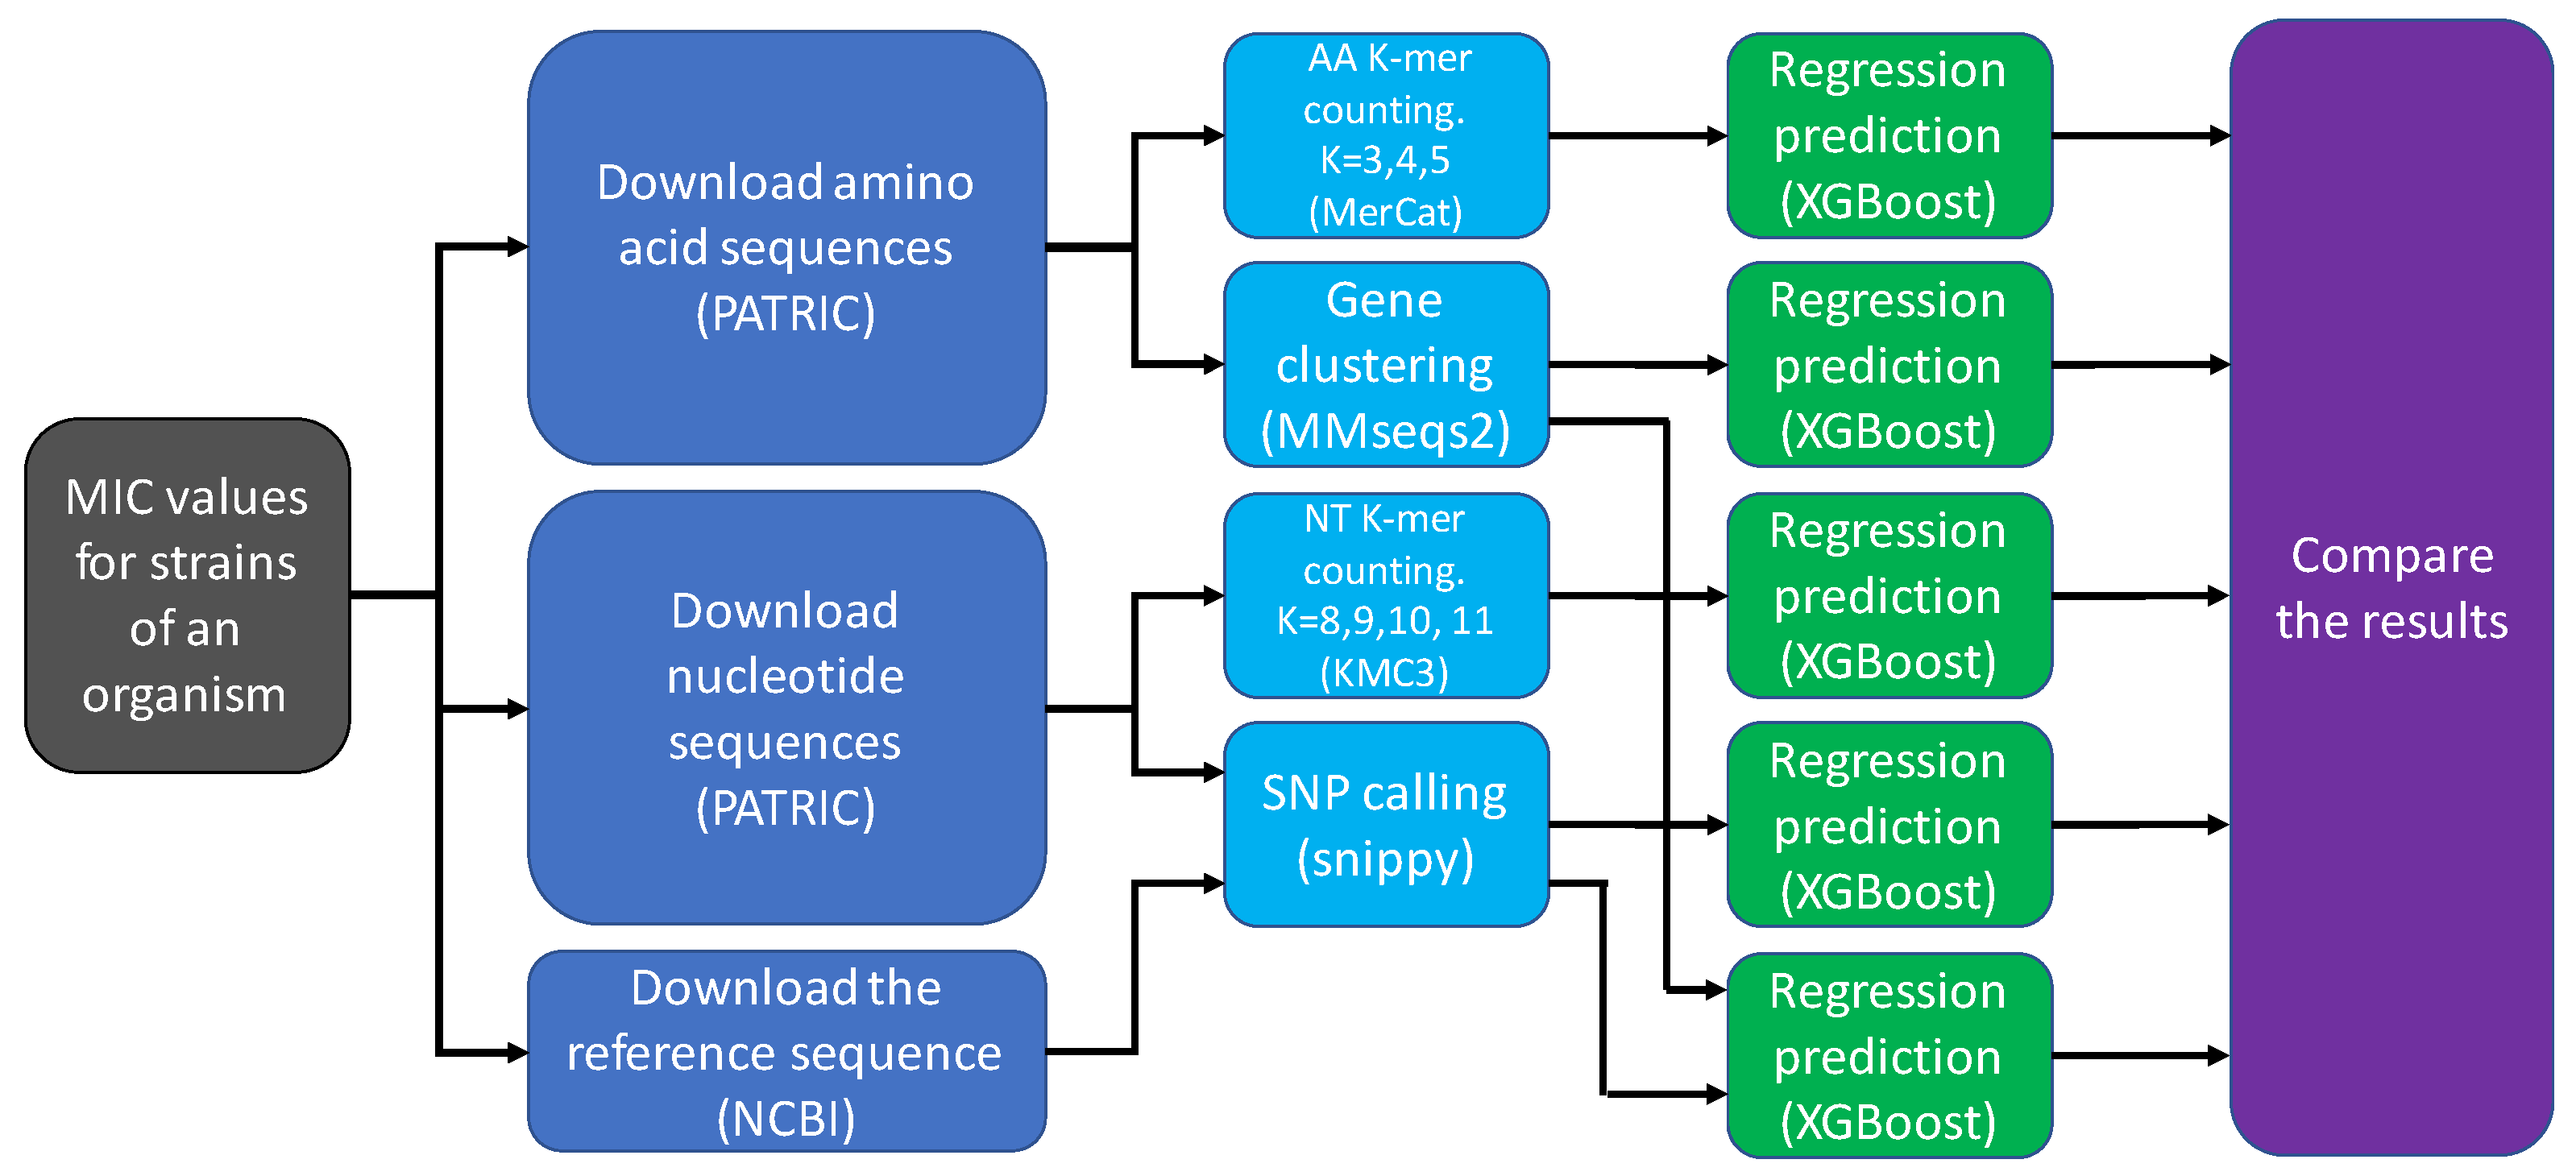 MIC values
for strains
of an
organism
Download amino
acid sequences
(PATRIC)
Download
nucleotide
sequences
(PATRIC)
Download the
reference sequence
(NCBI)
AA K-mer
counting.
K=3,4,5
(MerCat)
Gene
clustering
(MMseqs2)
NT K-mer
counting.
K=8,9,10, 11
(KMC3)
SNP calling
(snippy)
Regression
prediction
(XGBoost)
Regression
prediction
(XGBoost)
Regression
prediction
(XGBoost)
Regression
prediction
(XGBoost)
Regression
prediction
(XGBoost)
Compare
the results